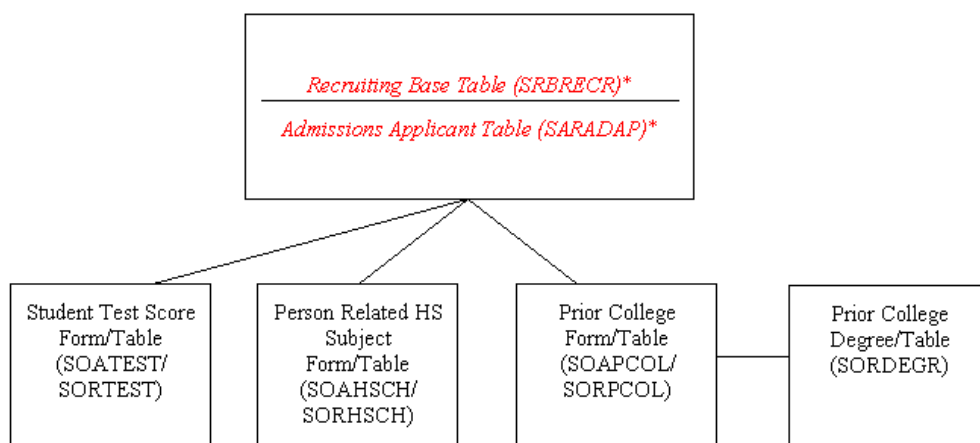 Recruiting Base Table (SRBRECR)*
Admissions Applicant Table (SARADAP)*
Student Test Score
Form/Table
(SOATEST/
SORTEST)
Person Related HS
Subject
Form/Table
(SOAHSCH/
SORHSCH)
Prior College
Form/Table
(SOAPCOL/
SORPCOL)
Prior College
Degree/Table
(SORDEGR)